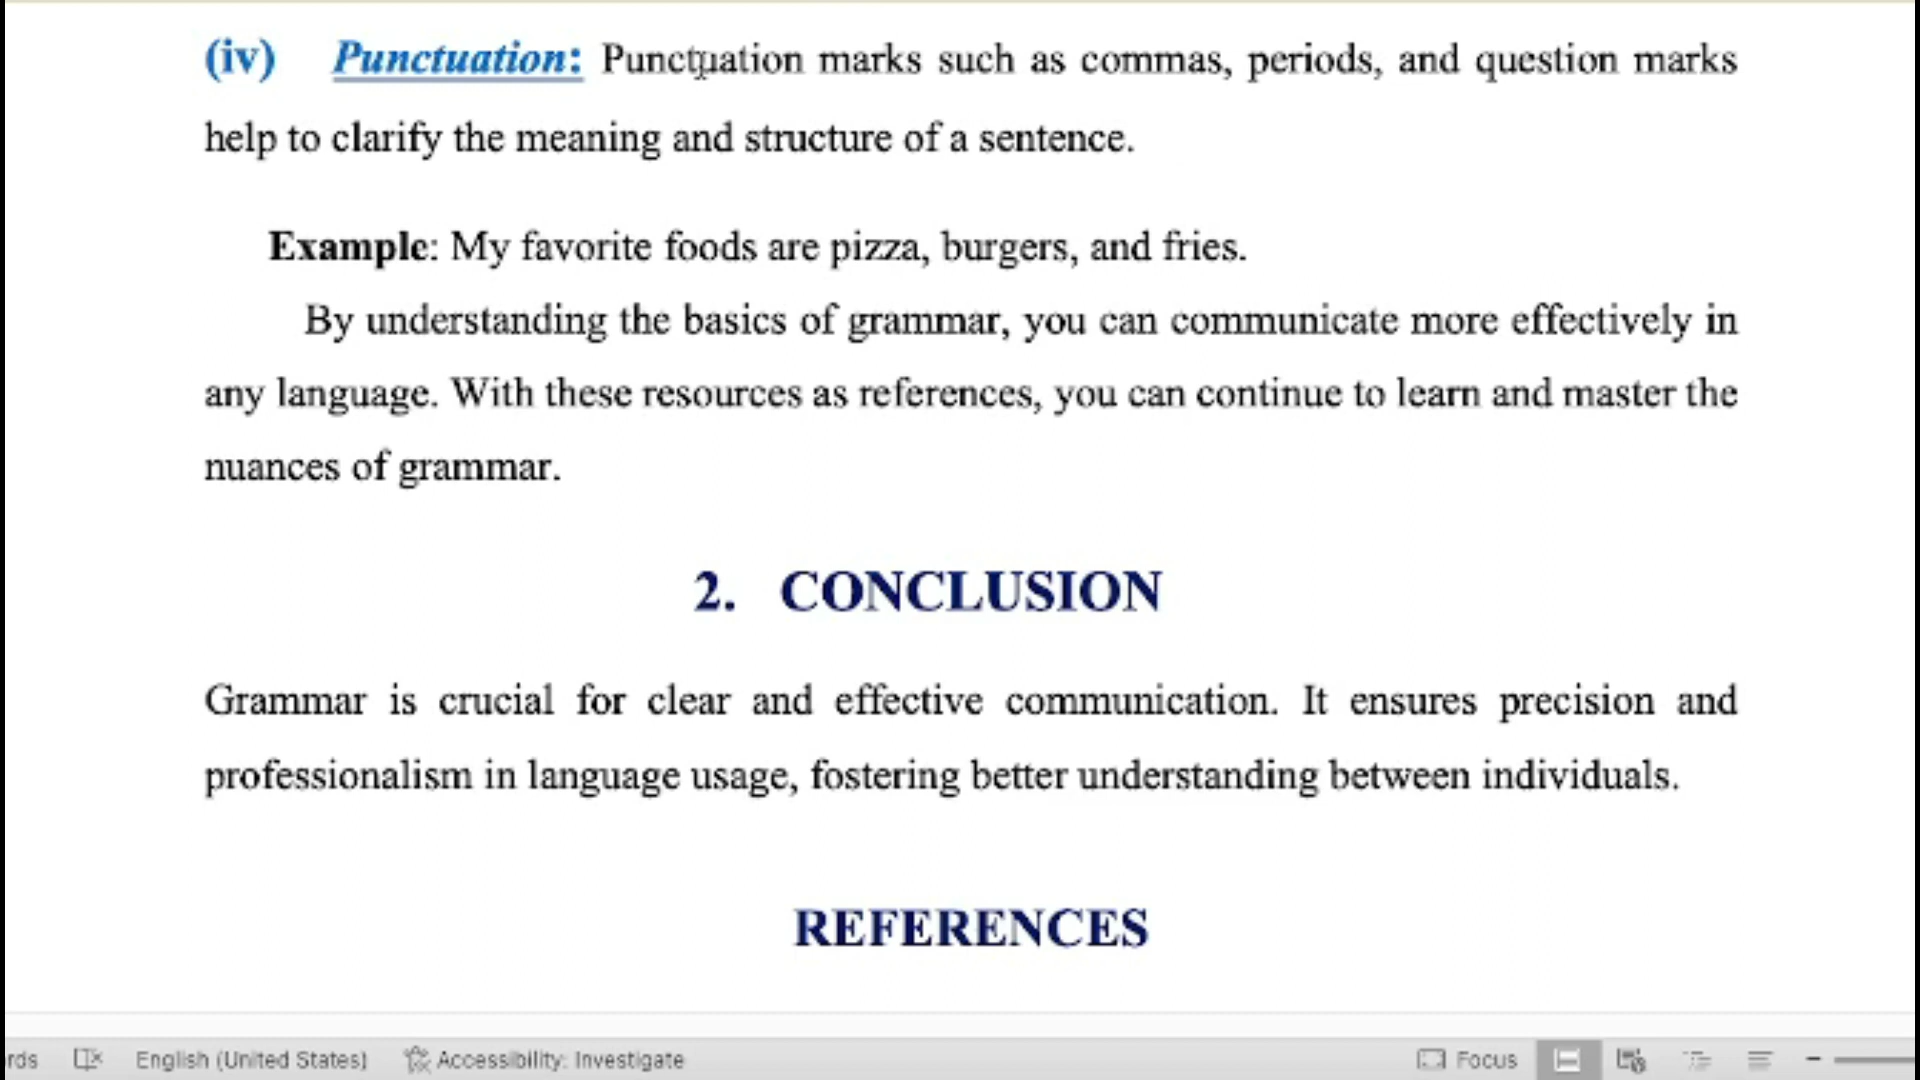 (iv) Punctuation: Punctuation marks such as commas, periods, and question marks
help to clarify the meaning and structure of a sentence.
Example: My favorite foods are pizza, burgers, and fries.
By understanding the basics of grammar, you can communicate more effectively in
any language. With these resources as references, you can continue to learn and master the
nuances of grammar.
2. CONCLUSION
Grammar is crucial for clear and effective communication. It ensures precision and
professionalism in language usage, fostering better understanding between individuals.
REFERENCES
rds English (United States) Accessibility: Investigate Focus